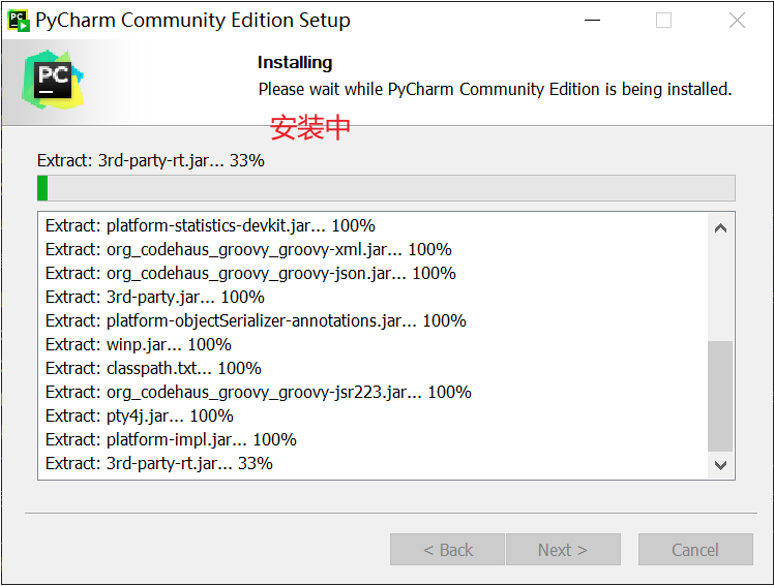 PyCharm Community Edition Setup
PC
Installing
Please wait while PyCharm Community Edition is being installed.
安装中
Extract: 3rd-party-rt.jar... 33%
Extract: platform-statistics-devkit.jar... 100%
Extract: org_codehaus_groovy_groovy-xml.jar... 100%
Extract: org_codehaus_groovy_groovy-json.jar... 100%
Extract: 3rd-party.jar... 100%
Extract: platform-objectSerializer-annotations.jar... 100%
Extract: winp.jar... 100%
Extract: classpath.txt... 100%
Extract: org_codehaus_groovy_groovy-jsr223.jar... 100%
Extract: pty4j.jar... 100%
Extract: platform-impl.jar... 100%
Extract: 3rd-party-rt.jar... 33%
< Back Next > Cancel